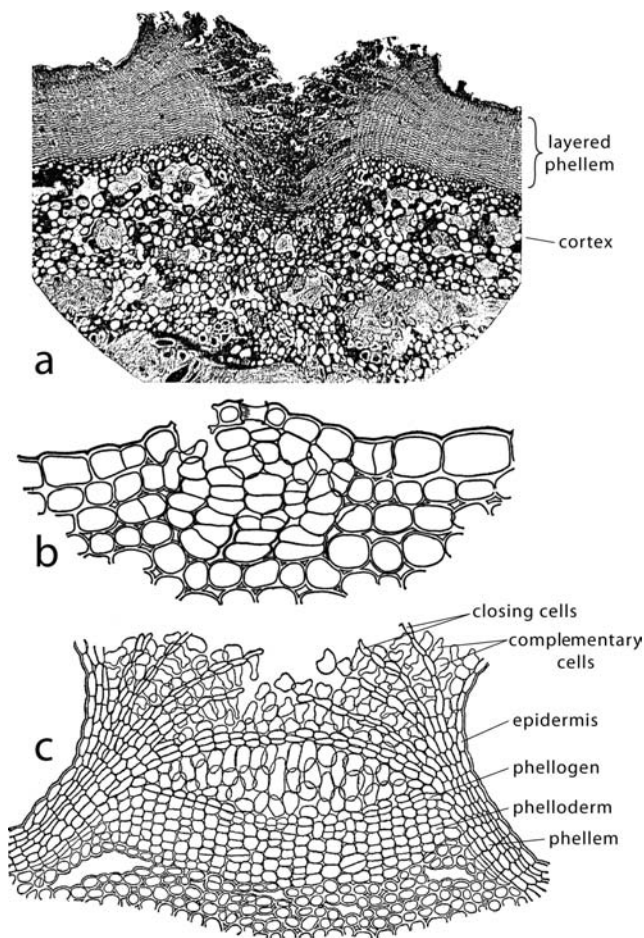 layered
phellem
cortex
a
b
closing cells
complementary
cells
epidermis
c
phellogen
phelloderm
phellem